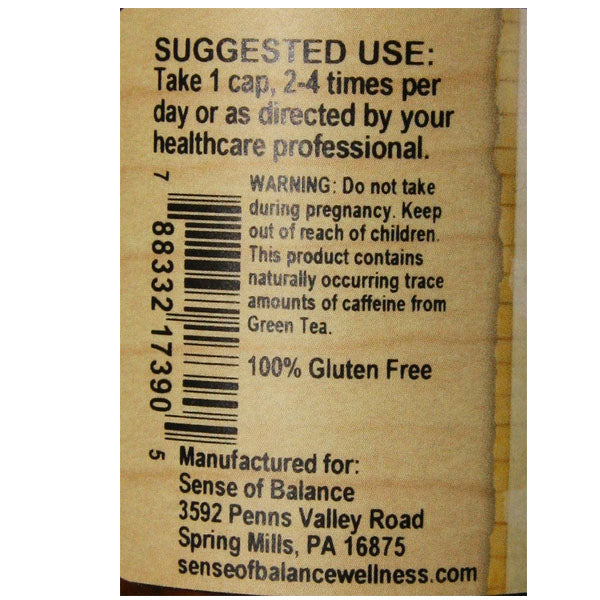 SUGGESTED USE:
Take 1 cap, 2-4 times per
day or as directed by your
healthcare professional.
WARNING: Do not take
during pregnancy. Keep
out of reach of children.
This product contains
naturally occurring trace
amounts of caffeine from
Green Tea.
100% Gluten Free
7 88332 17390 5
Manufactured for:
Sense of Balance
3592 Penns Valley Road
Spring Mills, PA 16875
senseofbalancewellness.com